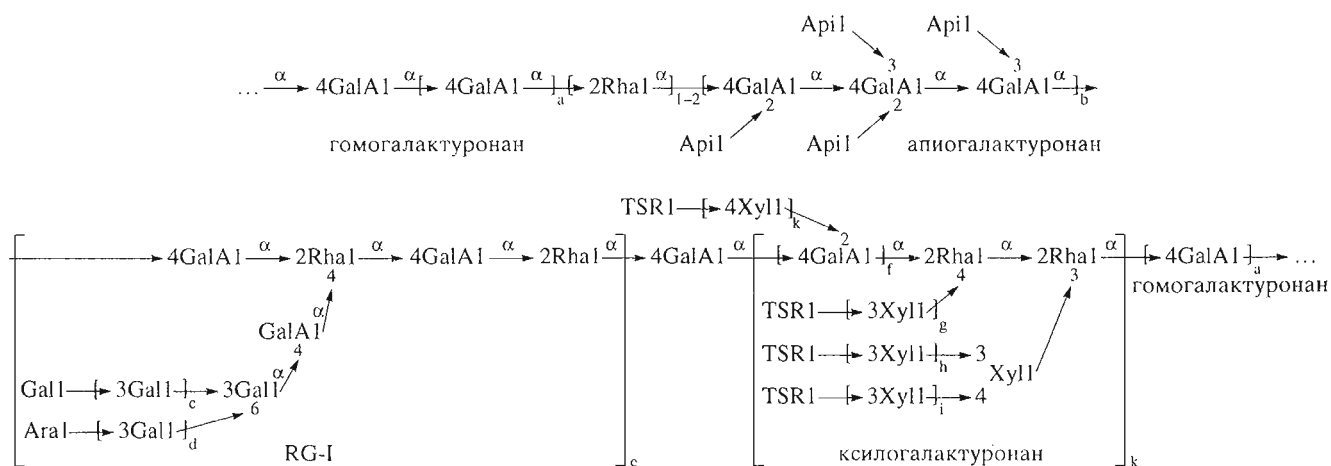 Api1 Api1
... α 4GalA1 α [ 4GalA1 α ]a [ 2Rha1 α ]1–2 [ 4GalA1 α 4GalA1 α 4GalA1 α ]b
2 3 2 3
гомогалактуронан Api1 Api1 апиогалактуронан
TSR1 [ 4Xyl1 ]k
[ 4GalA1 α 2Rha1 α 4GalA1 α 2Rha1 α ]e 4GalA1 α [ [ 4GalA1 ]f α 2Rha1 α 2Rha1 α ]k [ 4GalA1 ]a ...
4 2 4 3
гомогалактуронан
GalA1 α TSR1 [ 3Xyl1 ]g
4
TSR1 [ 3Xyl1 ]h 3
Xyl1
Gal1 [ 3Gal1 ]c 3Gal1 α TSR1 [ 3Xyl1 ]i 4
6
Ara1 [ 3Gal1 ]d
RG-I ксилогалактуронан